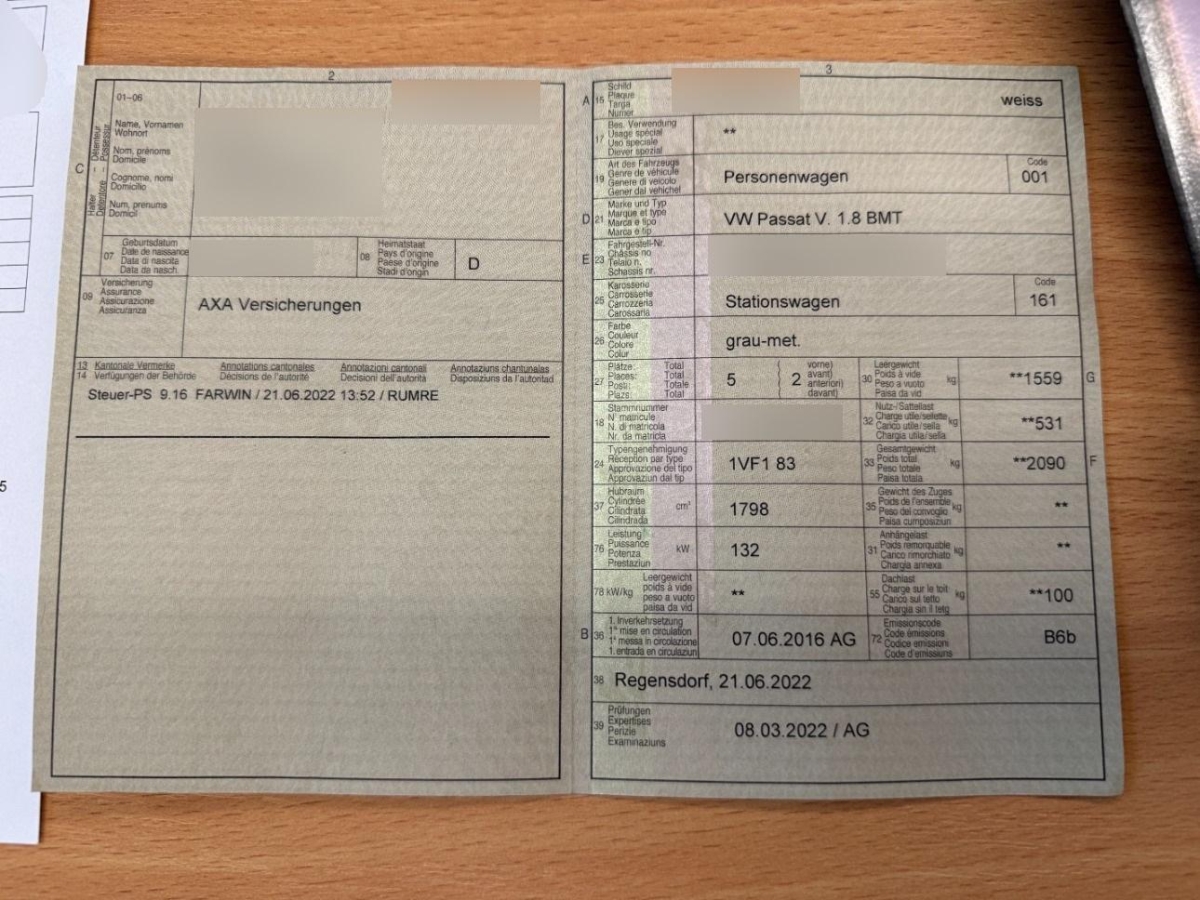 2
01–06
Name, Vornamen
Wohnort
Nom, prénoms
Domicile
Cognome, nomi
Domicilio
Num, prenums
Domicil
C
Halter – Détenteur
Detentore – Possessur
07
Geburtsdatum
Date de naissance
Data di nascita
Data da nasch.
08
Heimatstaat
Pays d'origine
Paese d'origine
Stadi d'origin
D
09
Versicherung
Assurance
Assicurazione
Assicuranza
AXA Versicherungen
13 Kantonale Vermerke Annotations cantonales Annotazioni cantonali Annotaziuns chantunalas
14 Verfügungen der Behörde Décisions de l'autorité Decisioni dell'autorità Disposiziuns da l'autoritad
Steuer-PS 9.16 FARWIN / 21.06.2022 13:52 / RUMRE
3
A 15
Schild
Plaque
Targa
Numer
weiss
17
Bes. Verwendung
Usage spécial
Uso speciale
Diever spezial
**
19
Art des Fahrzeugs
Genre de véhicule
Genere di veicolo
Gener dal vehichel
Personenwagen
Code
001
D 21
Marke und Typ
Marque et type
Marca e tipo
Marca e tip
VW Passat V. 1.8 BMT
E 23
Fahrgestell-Nr.
Châssis no
Telaio n.
Schassis nr.
25
Karosserie
Carrosserie
Carrozzeria
Carossaria
Stationswagen
Code
161
26
Farbe
Couleur
Colore
Colur
grau-met.
27
Plätze: Total
Places: Total
Posti: Totale
Plazs: Total
5
2
vorne)
avant)
anteriori)
davant)
30
Leergewicht
Poids à vide
Peso a vuoto
Paisa da vid
kg
**1559
G
18
Stammnummer
N° matricule
N. di matricola
Nr. da matricla
32
Nutz-/Sattellast
Charge utile/sellette
Carico utile/sella
Chargia utila/sella
kg
**531
24
Typengenehmigung
Réception par type
Approvazione del tipo
Approvaziun dal tip
1VF1 83
33
Gesamtgewicht
Poids total
Peso totale
Paisa totala
kg
**2090
F
37
Hubraum
Cylindrée
Cilindrata
Cilindrada
cm³
1798
35
Gewicht des Zuges
Poids de l'ensemble
Peso del convoglio
Paisa cumposiziun
kg
**
76
Leistung
Puissance
Potenza
Prestaziun
kW
132
31
Anhängelast
Poids remorquable
Carico rimorchiato
Chargia annexa
kg
**
78 kW/kg
Leergewicht
poids à vide
peso a vuoto
paisa da vid
**
55
Dachlast
Charge sur le toit
Carico sul tetto
Chargia sin il tetg
kg
**100
B 36
1. Inverkehrsetzung
1re mise en circulation
1a messa in circolazione
1. entrada en circulaziun
07.06.2016 AG
72
Emissionscode
Code émissions
Codice emissioni
Code d'emissiuns
B6b
38
Regensdorf, 21.06.2022
39
Prüfungen
Expertises
Perizie
Examinaziuns
08.03.2022 / AG
5